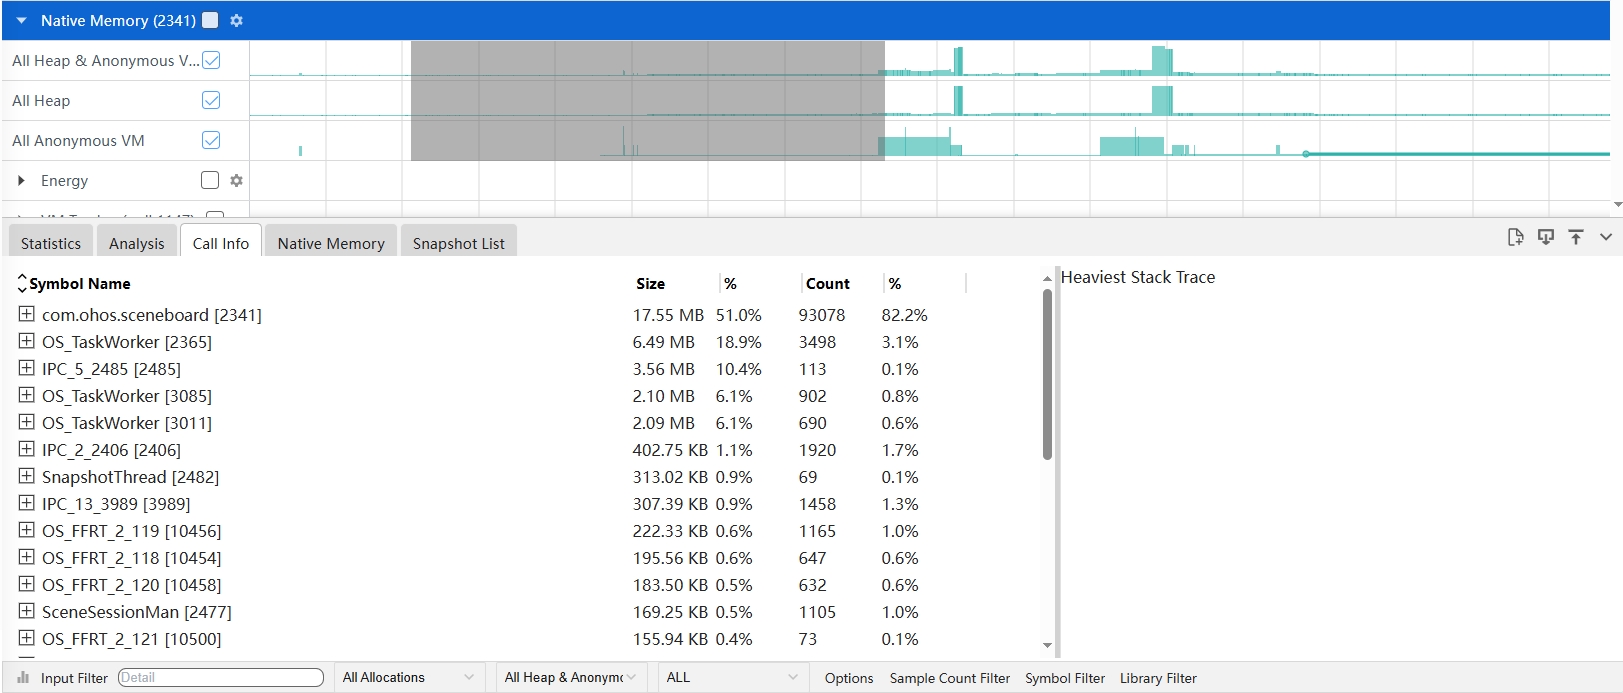 Native Memory (2341)
All Heap & Anonymous V...
All Heap
All Anonymous VM
Energy
Statistics Analysis Call Info Native Memory Snapshot List
Symbol Name Size % Count % Heaviest Stack Trace
com.ohos.sceneboard [2341] 17.55 MB 51.0% 93078 82.2%
OS_TaskWorker [2365] 6.49 MB 18.9% 3498 3.1%
IPC_5_2485 [2485] 3.56 MB 10.4% 113 0.1%
OS_TaskWorker [3085] 2.10 MB 6.1% 902 0.8%
OS_TaskWorker [3011] 2.09 MB 6.1% 690 0.6%
IPC_2_2406 [2406] 402.75 KB 1.1% 1920 1.7%
SnapshotThread [2482] 313.02 KB 0.9% 69 0.1%
IPC_13_3989 [3989] 307.39 KB 0.9% 1458 1.3%
OS_FFRT_2_119 [10456] 222.33 KB 0.6% 1165 1.0%
OS_FFRT_2_118 [10454] 195.56 KB 0.6% 647 0.6%
OS_FFRT_2_120 [10458] 183.50 KB 0.5% 632 0.6%
SceneSessionMan [2477] 169.25 KB 0.5% 1105 1.0%
OS_FFRT_2_121 [10500] 155.94 KB 0.4% 73 0.1%
Input Filter Detail All Allocations All Heap & Anonymo ALL Options Sample Count Filter Symbol Filter Library Filter